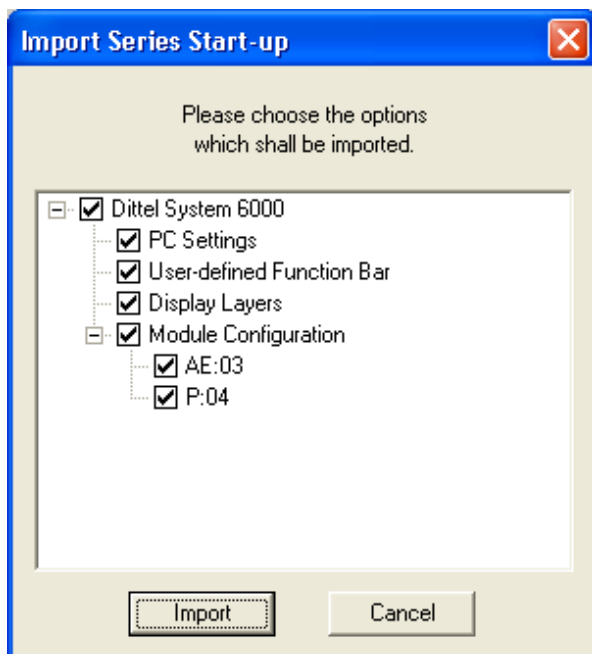 Import Series Start-up
Please choose the options
which shall be imported.
Dittel System 6000
PC Settings
User-defined Function Bar
Display Layers
Module Configuration
AE:03
P:04
Import
Cancel